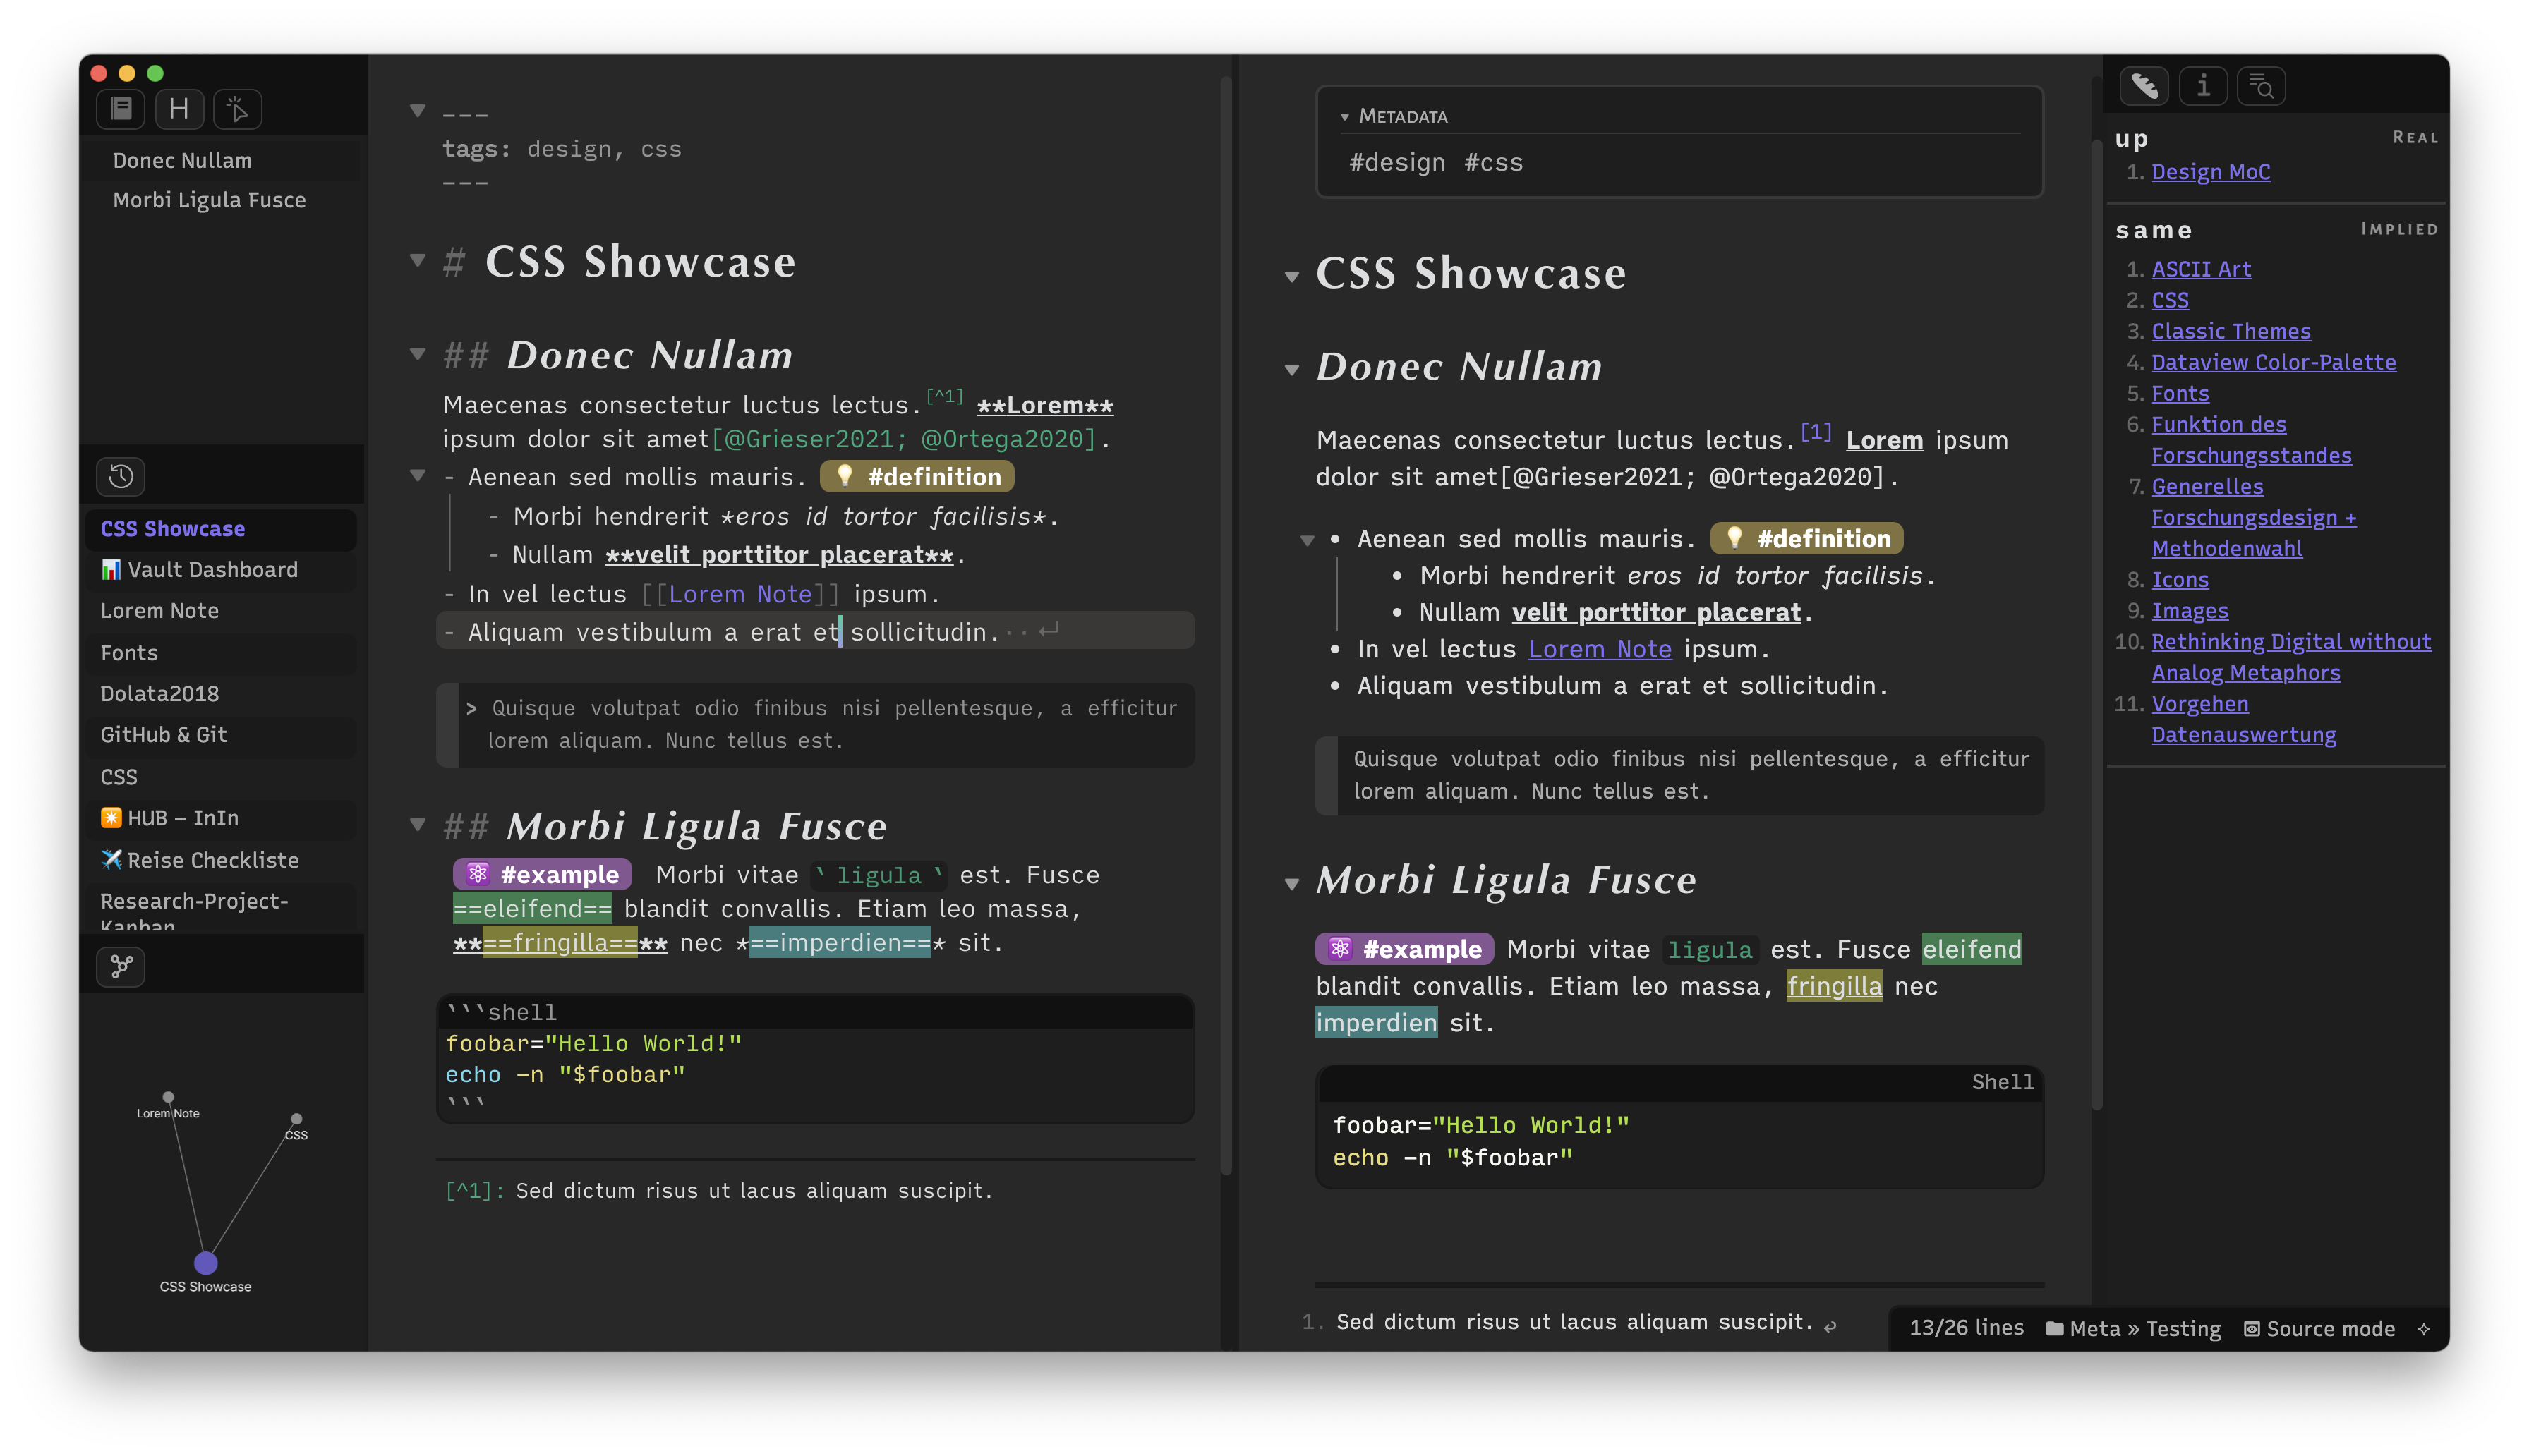 H
Donec Nullam
Morbi Ligula Fusce
CSS Showcase
📊 Vault Dashboard
Lorem Note
Fonts
Dolata2018
GitHub & Git
CSS
HUB – InIn
✈️ Reise Checkliste
Research-Project-
Kanban
Lorem Note
CSS
CSS Showcase
---
tags: design, css
---
# CSS Showcase
## Donec Nullam
Maecenas consectetur luctus lectus.[^1] **Lorem**
ipsum dolor sit amet[@Grieser2021; @Ortega2020].
- Aenean sed mollis mauris. 💡 #definition
- Morbi hendrerit *eros id tortor facilisis*.
- Nullam **velit porttitor placerat**.
- In vel lectus [[Lorem Note]] ipsum.
- Aliquam vestibulum a erat et sollicitudin.·· ↵
> Quisque volutpat odio finibus nisi pellentesque, a efficitur
lorem aliquam. Nunc tellus est.
## Morbi Ligula Fusce
⚛️ #example Morbi vitae `ligula` est. Fusce
==eleifend== blandit convallis. Etiam leo massa,
**==fringilla==** nec *==imperdien==* sit.
```shell
foobar="Hello World!"
echo -n "$foobar"
```
[^1]: Sed dictum risus ut lacus aliquam suscipit.
METADATA
#design #css
CSS Showcase
Donec Nullam
Maecenas consectetur luctus lectus.[1] Lorem ipsum
dolor sit amet[@Grieser2021; @Ortega2020].
• Aenean sed mollis mauris. 💡 #definition
• Morbi hendrerit eros id tortor facilisis.
• Nullam velit porttitor placerat.
• In vel lectus Lorem Note ipsum.
• Aliquam vestibulum a erat et sollicitudin.
Quisque volutpat odio finibus nisi pellentesque, a efficitur
lorem aliquam. Nunc tellus est.
Morbi Ligula Fusce
⚛️ #example Morbi vitae ligula est. Fusce eleifend
blandit convallis. Etiam leo massa, fringilla nec
imperdien sit.
Shell
foobar="Hello World!"
echo -n "$foobar"
1. Sed dictum risus ut lacus aliquam suscipit. ↩
i
up REAL
1. Design MoC
same IMPLIED
1. ASCII Art
2. CSS
3. Classic Themes
4. Dataview Color-Palette
5. Fonts
6. Funktion des
Forschungsstandes
7. Generelles
Forschungsdesign +
Methodenwahl
8. Icons
9. Images
10. Rethinking Digital without
Analog Metaphors
11. Vorgehen
Datenauswertung
13/26 lines Meta » Testing Source mode